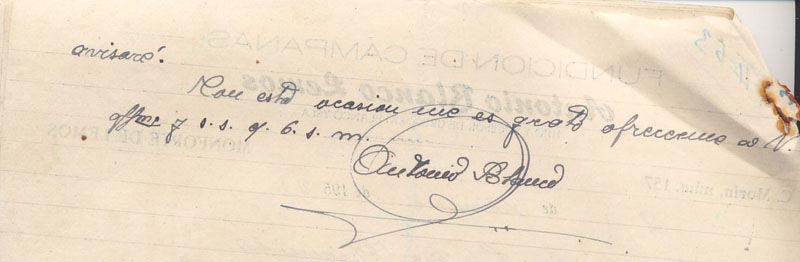 avisaré.
Con esta ocasion me es grato ofrecerme a V.
affmo y s.s. q. b. s. m.
Antonio Blanco
FUNDICION DE CAMPANAS
Antonio Blanco Lemos
MONFORTE DE LEMOS
C. Morin, núm. 157
de de 195